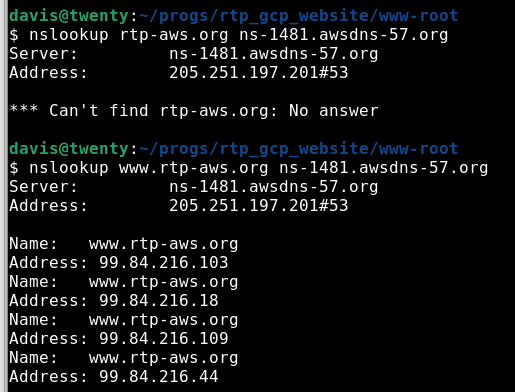 davis@twenty:~/progs/rtp_gcp_website/www-root
$ nslookup rtp-aws.org ns-1481.awsdns-57.org
Server:         ns-1481.awsdns-57.org
Address:        205.251.197.201#53

*** Can't find rtp-aws.org: No answer

davis@twenty:~/progs/rtp_gcp_website/www-root
$ nslookup www.rtp-aws.org ns-1481.awsdns-57.org
Server:         ns-1481.awsdns-57.org
Address:        205.251.197.201#53

Name:   www.rtp-aws.org
Address: 99.84.216.103
Name:   www.rtp-aws.org
Address: 99.84.216.18
Name:   www.rtp-aws.org
Address: 99.84.216.109
Name:   www.rtp-aws.org
Address: 99.84.216.44